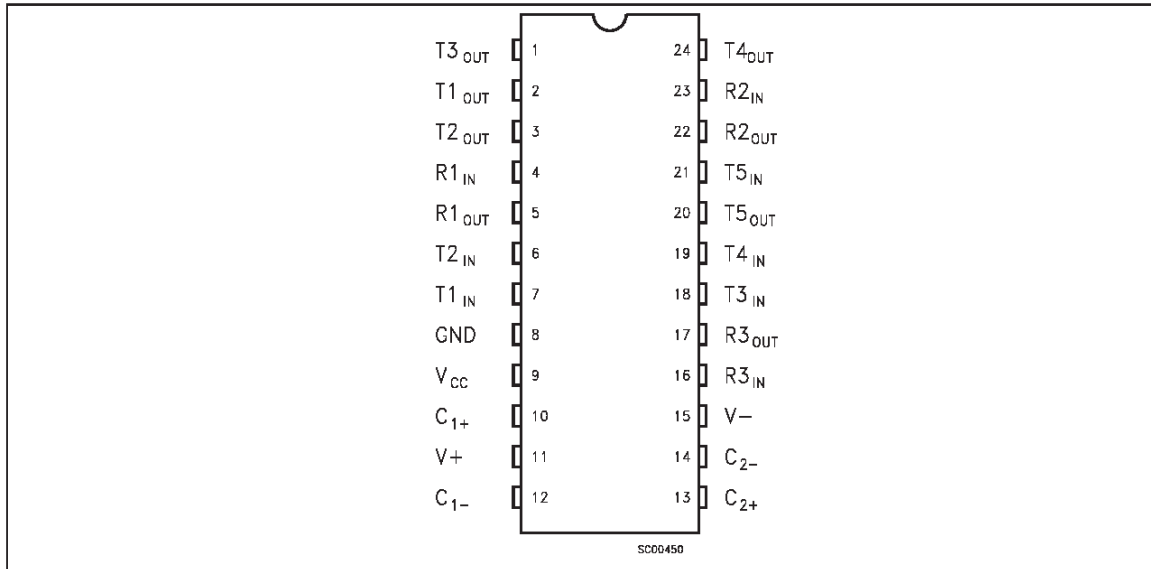 T3 OUT 1 24 T4OUT
T1 OUT 2 23 R2IN
T2 OUT 3 22 R2OUT
R1 IN 4 21 T5IN
R1 OUT 5 20 T5OUT
T2 IN 6 19 T4 IN
T1 IN 7 18 T3 IN
GND 8 17 R3OUT
VCC 9 16 R3IN
C1+ 10 15 V−
V+ 11 14 C2−
C1− 12 13 C2+
SC00450